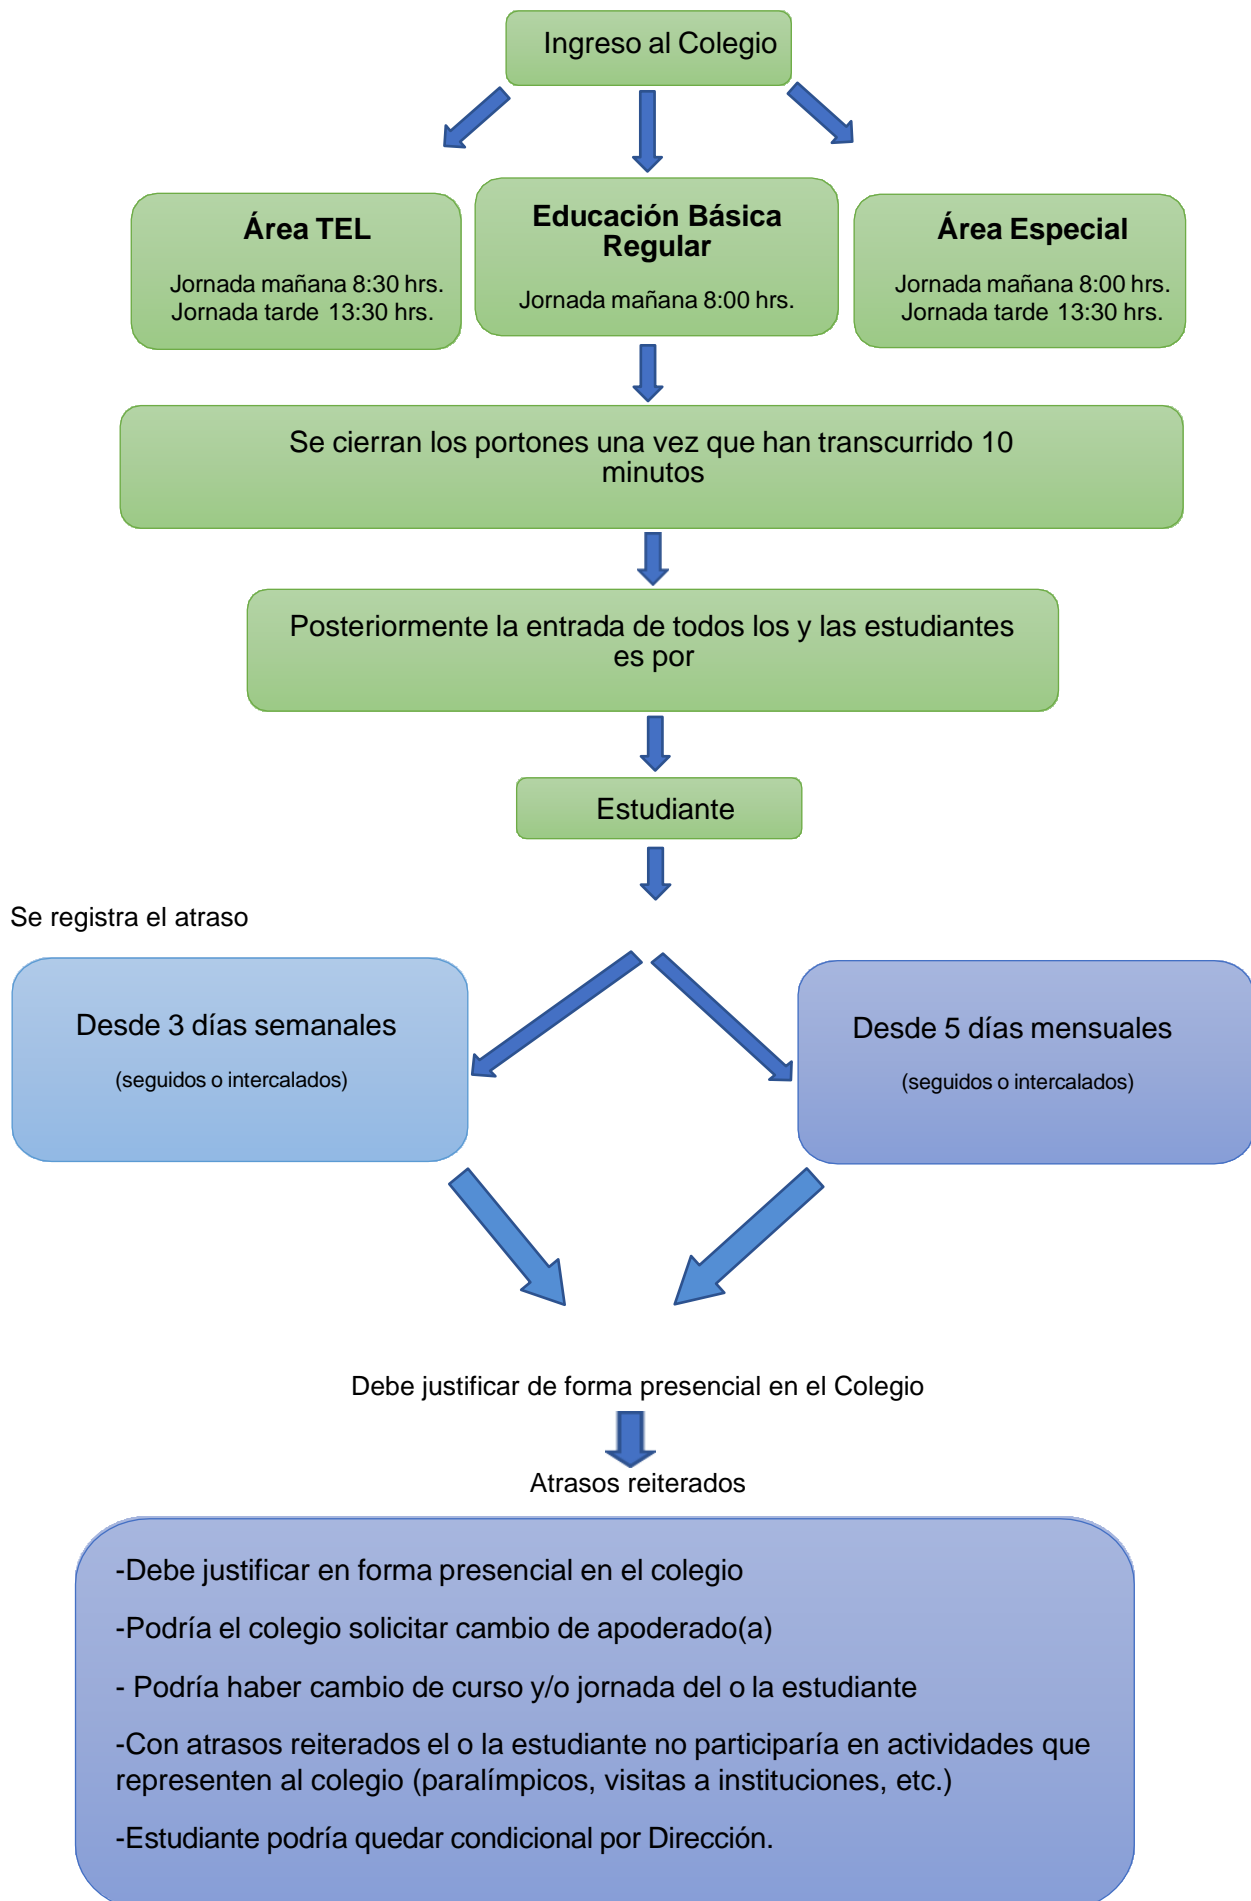 Ingreso al Colegio
Área TEL
Jornada mañana 8:30 hrs.
Jornada tarde 13:30 hrs.
Educación Básica
Regular
Jornada mañana 8:00 hrs.
Área Especial
Jornada mañana 8:00 hrs.
Jornada tarde 13:30 hrs.
Se cierran los portones una vez que han transcurrido 10
minutos
Posteriormente la entrada de todos los y las estudiantes
es por
Estudiante
Se registra el atraso
Desde 3 días semanales
(seguidos o intercalados)
Desde 5 días mensuales
(seguidos o intercalados)
Debe justificar de forma presencial en el Colegio
Atrasos reiterados
-Debe justificar en forma presencial en el colegio
-Podría el colegio solicitar cambio de apoderado(a)
- Podría haber cambio de curso y/o jornada del o la estudiante
-Con atrasos reiterados el o la estudiante no participaría en actividades que
representen al colegio (paralímpicos, visitas a instituciones, etc.)
-Estudiante podría quedar condicional por Dirección.